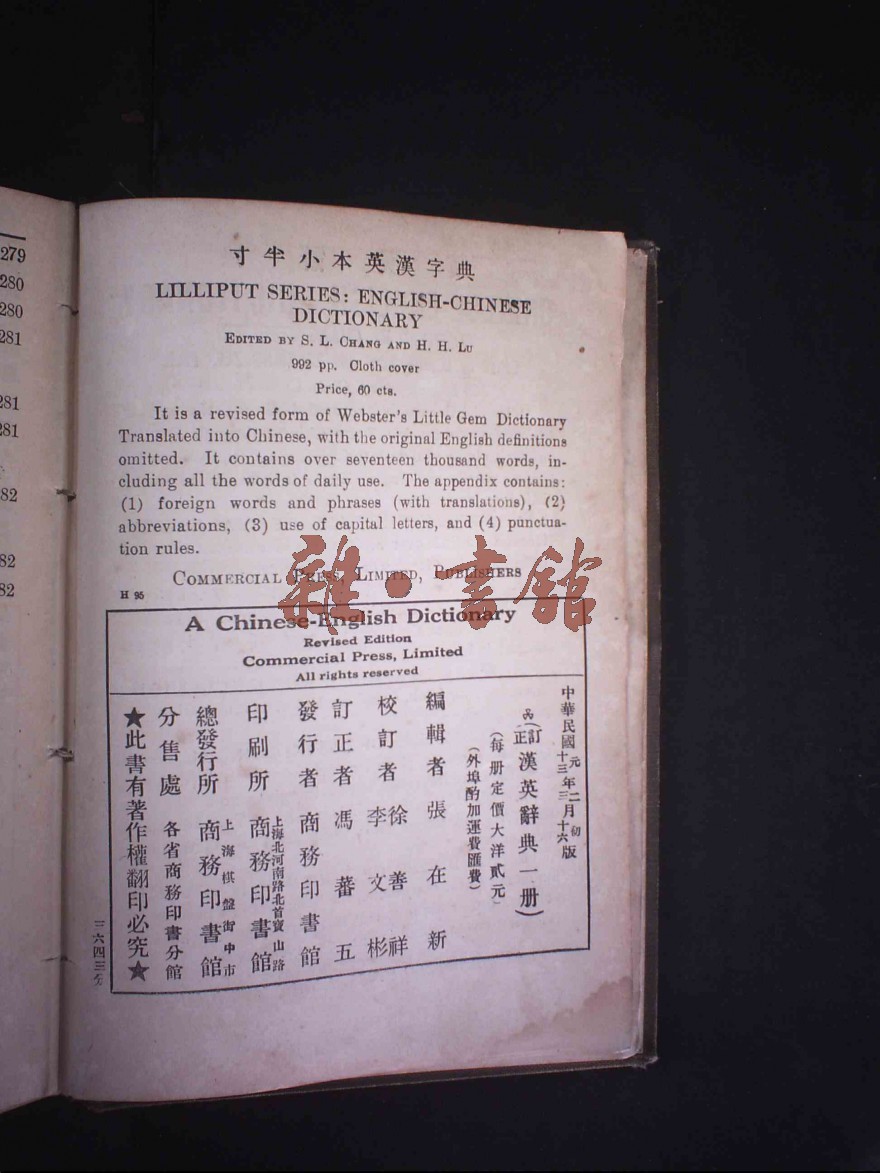 279
280
280
281
281
281
82
82
82
寸半小本英漢字典
LILLIPUT SERIES: ENGLISH-CHINESE
DICTIONARY
EDITED BY S. L. CHANG AND H. H. LU
992 pp. Cloth cover
Price, 60 cts.
It is a revised form of Webster's Little Gem Dictionary
Translated into Chinese, with the original English definitions
omitted. It contains over seventeen thousand words, in-
cluding all the words of daily use. The appendix contains:
(1) foreign words and phrases (with translations), (2)
abbreviations, (3) use of capital letters, and (4) punctua-
tion rules.
COMMERCIAL PRESS, LIMITED, PUBLISHERS
H 95
雜·書館
A Chinese-English Dictionary
Revised Edition
Commercial Press, Limited
All rights reserved
中華民國
元年二月初
十三年三月十六版
(訂正漢英辭典一册)
(每册定價大洋貳元)
(外埠酌加運費匯費)
編輯者 張在新
校訂者 徐善祥
李文彬
訂正者 馮蕃五
發行者 商務印書館
印刷所 上海北河南路北首寶山路
商務印書館
總發行所 上海棋盤街中市
商務印書館
分售處 各省商務印書分館
★此書有著作權翻印必究★
三六四三分